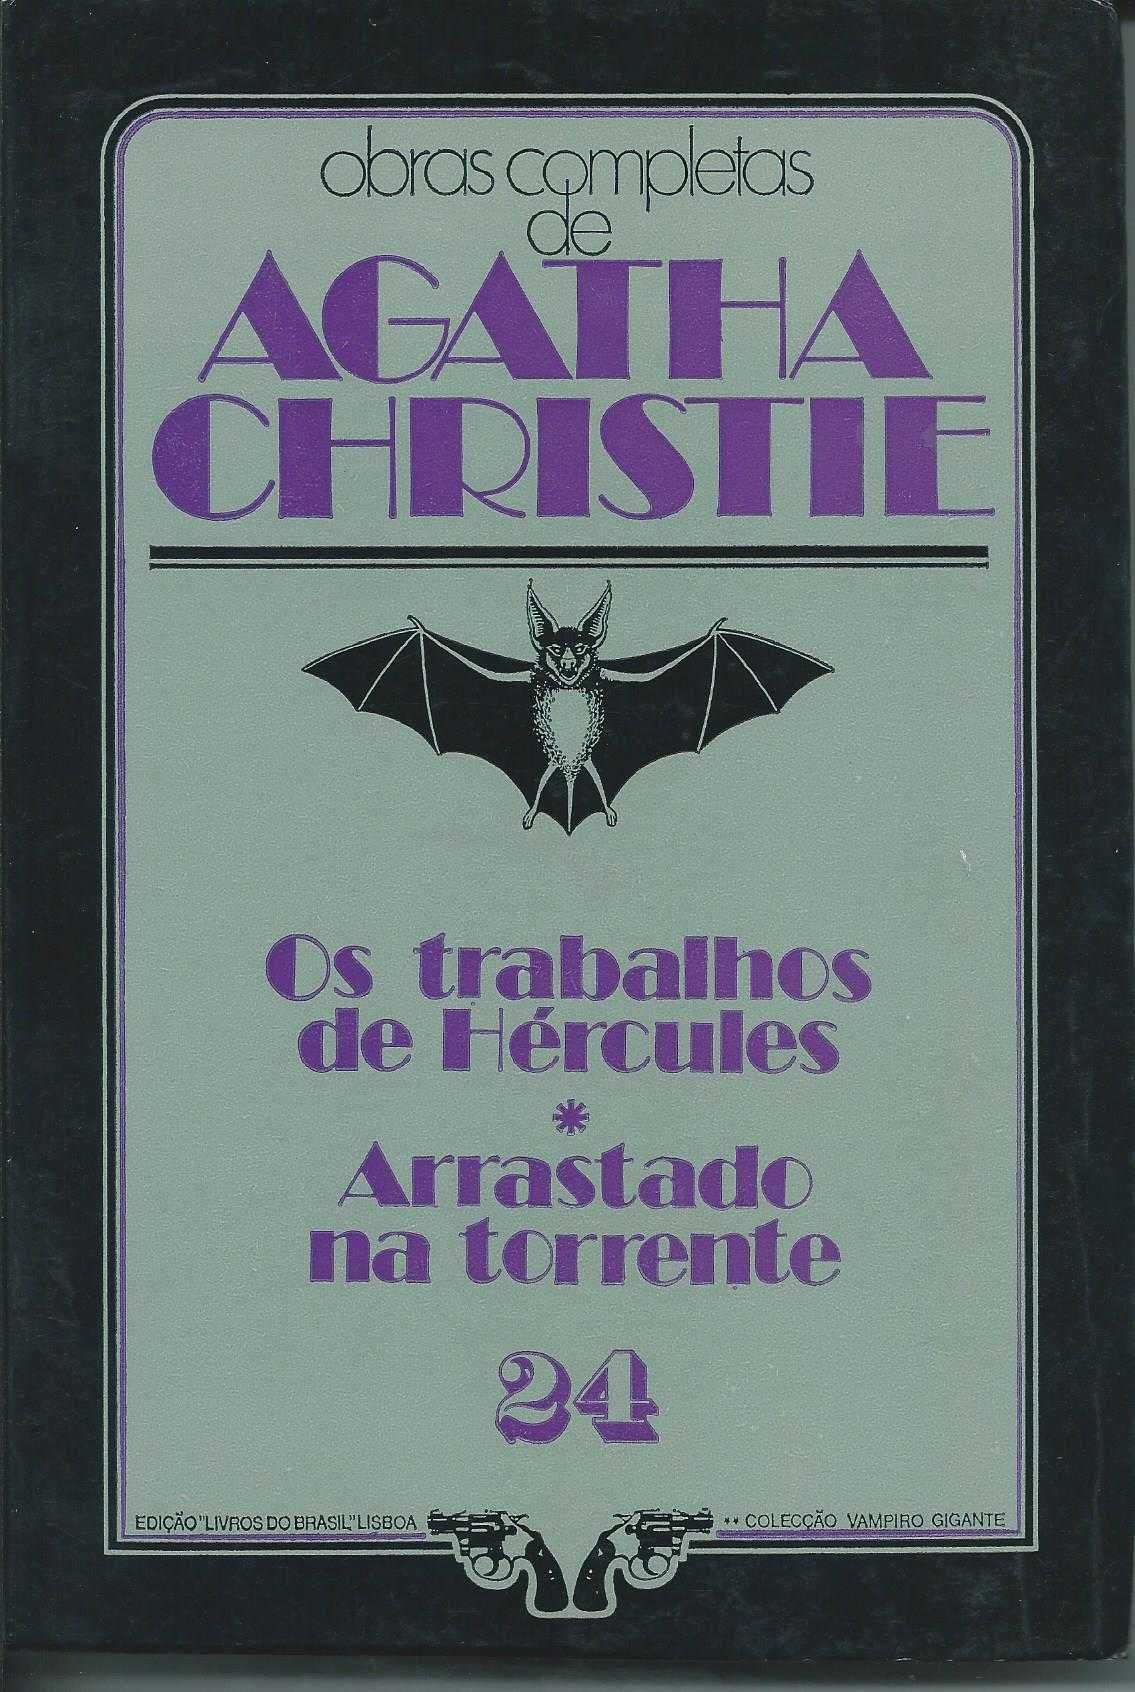 obras completas
de
AGATHA
CHRISTIE
Os trabalhos
de Hércules
*
Arrastado
na torrente
24
EDIÇÃO "LIVROS DO BRASIL" LISBOA
** COLECÇÃO VAMPIRO GIGANTE